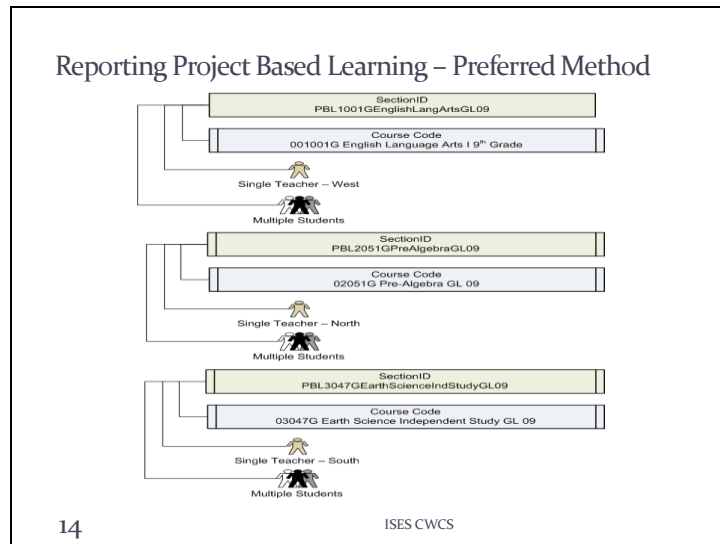 Reporting Project Based Learning – Preferred Method
SectionID
PBL1001GEnglishLangArtsGL09
Course Code
001001G English Language Arts I 9th Grade
Single Teacher – West
Multiple Students
SectionID
PBL2051GPreAlgebraGL09
Course Code
02051G Pre-Algebra GL 09
Single Teacher – North
Multiple Students
SectionID
PBL3047GEarthScienceIndStudyGL09
Course Code
03047G Earth Science Independent Study GL 09
Single Teacher – South
Multiple Students
14
ISES CWCS